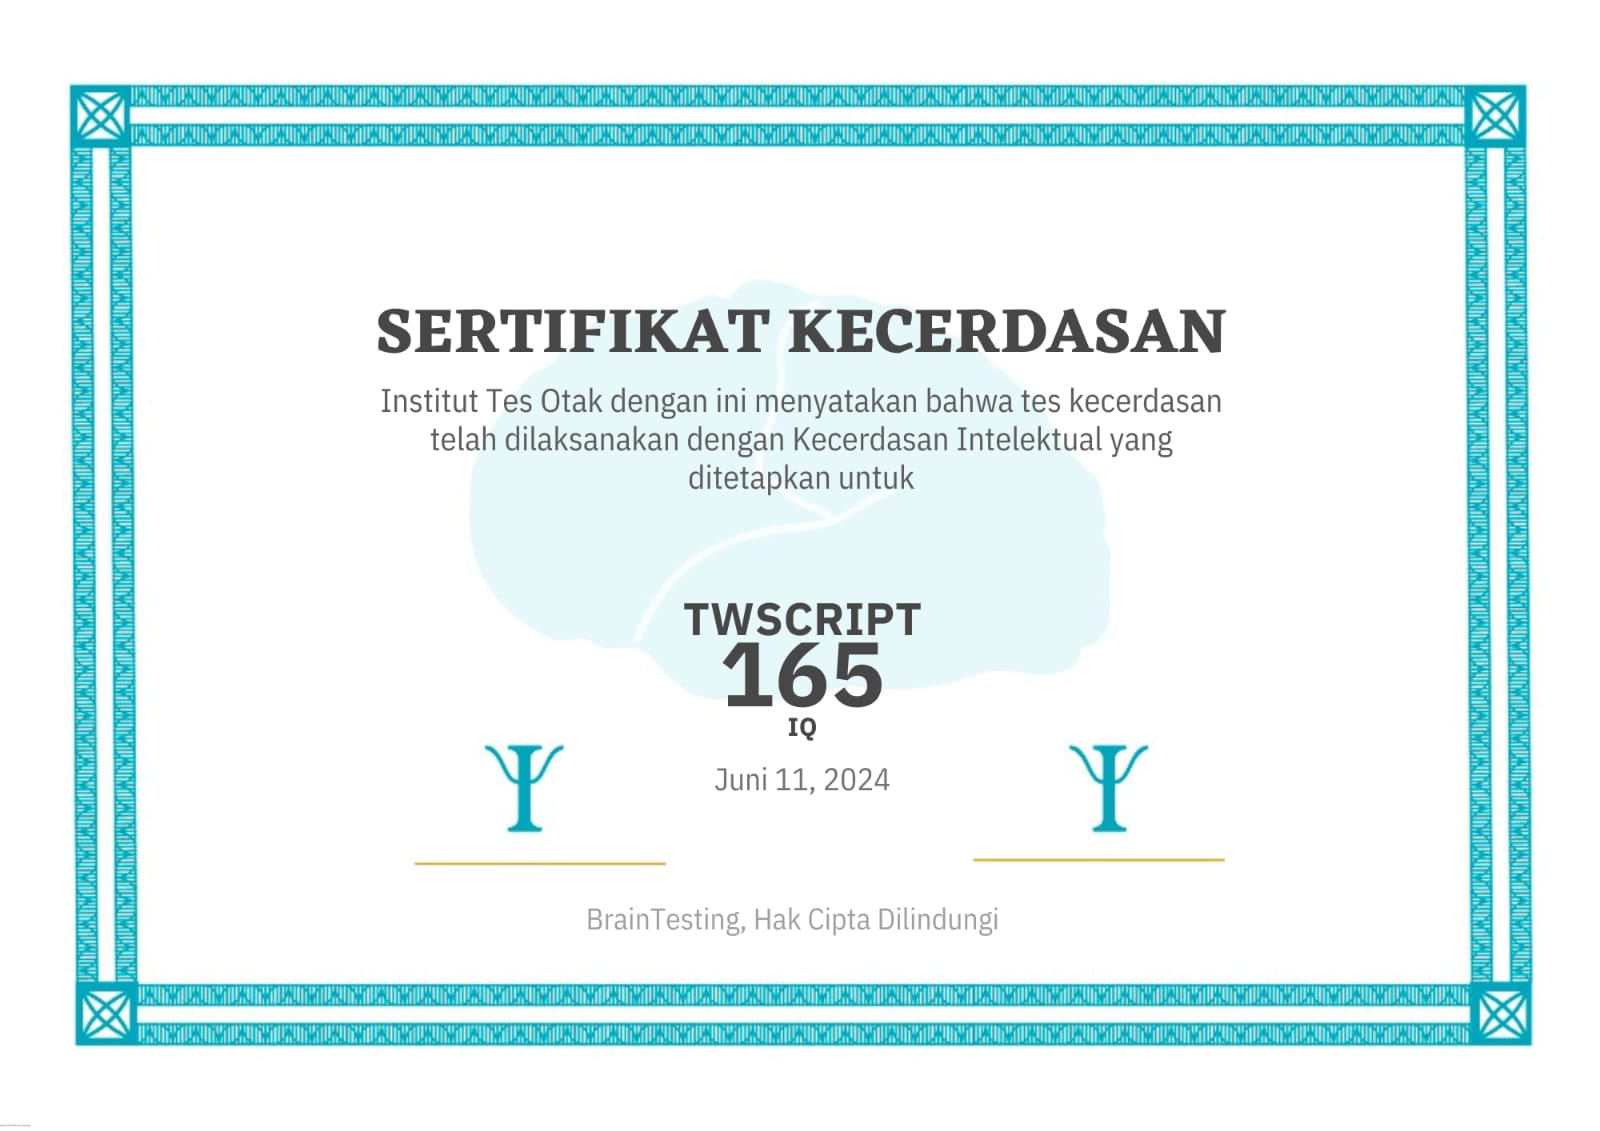 SERTIFIKAT KECERDASAN
Institut Tes Otak dengan ini menyatakan bahwa tes kecerdasan
telah dilaksanakan dengan Kecerdasan Intelektual yang
ditetapkan untuk
TWSCRIPT
165
IQ
Juni 11, 2024
BrainTesting, Hak Cipta Dilindungi